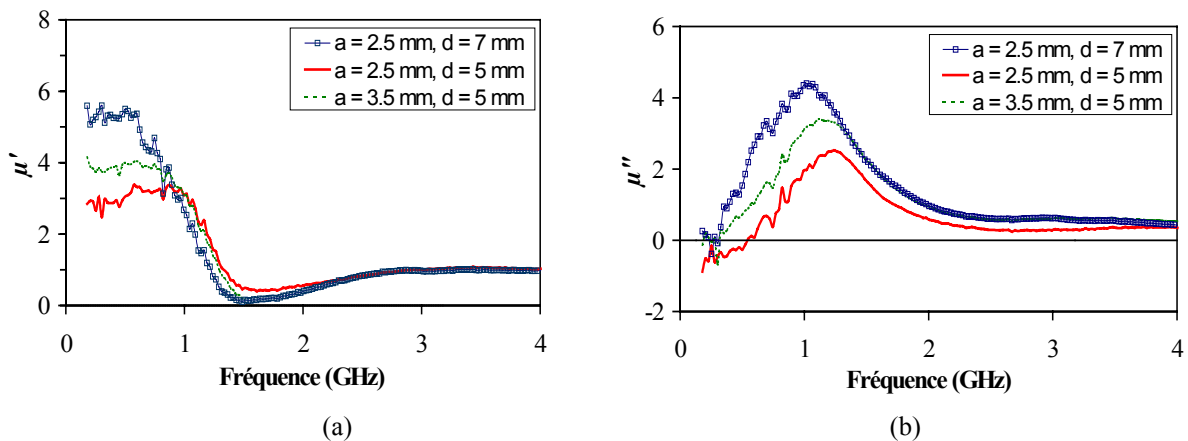 8
6
4
2
0
μ'
a = 2.5 mm, d = 7 mm
a = 2.5 mm, d = 5 mm
a = 3.5 mm, d = 5 mm
0 1 2 3 4
Fréquence (GHz)
(a)
6
4
2
0
-2
μ"
a = 2.5 mm, d = 7 mm
a = 2.5 mm, d = 5 mm
a = 3.5 mm, d = 5 mm
0 1 2 3 4
Fréquence (GHz)
(b)